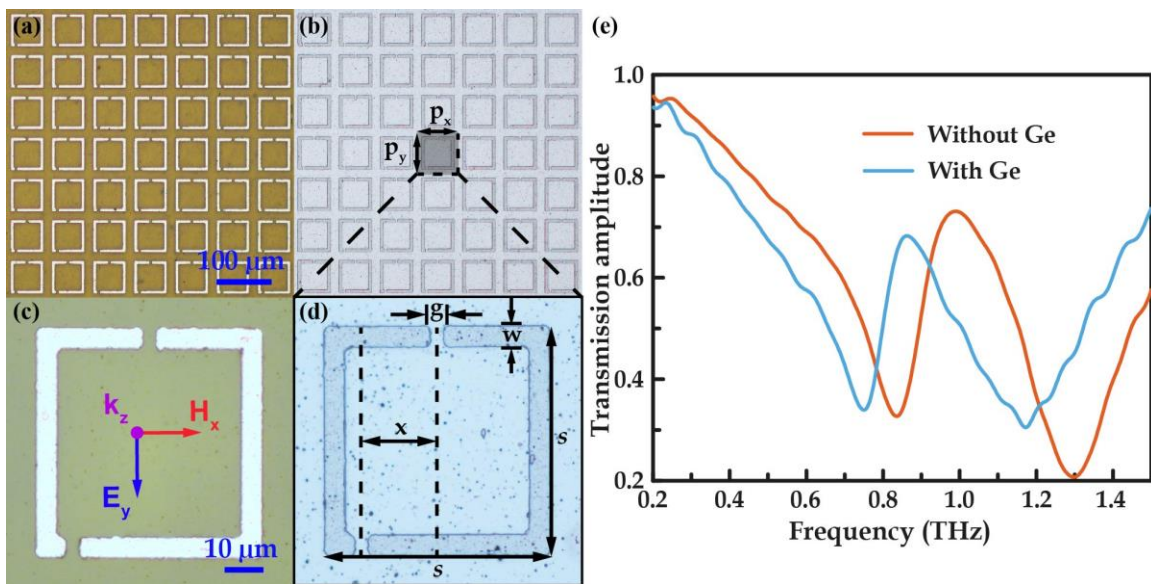 (a)
100 μm
(b)
px
py
(c)
kz
Hx
Ey
10 μm
(d)
g
w
x
s
s
(e)
Transmission amplitude
1.0
0.8
0.6
0.4
0.2
Without Ge
With Ge
0.2 0.4 0.6 0.8 1.0 1.2 1.4
Frequency (THz)